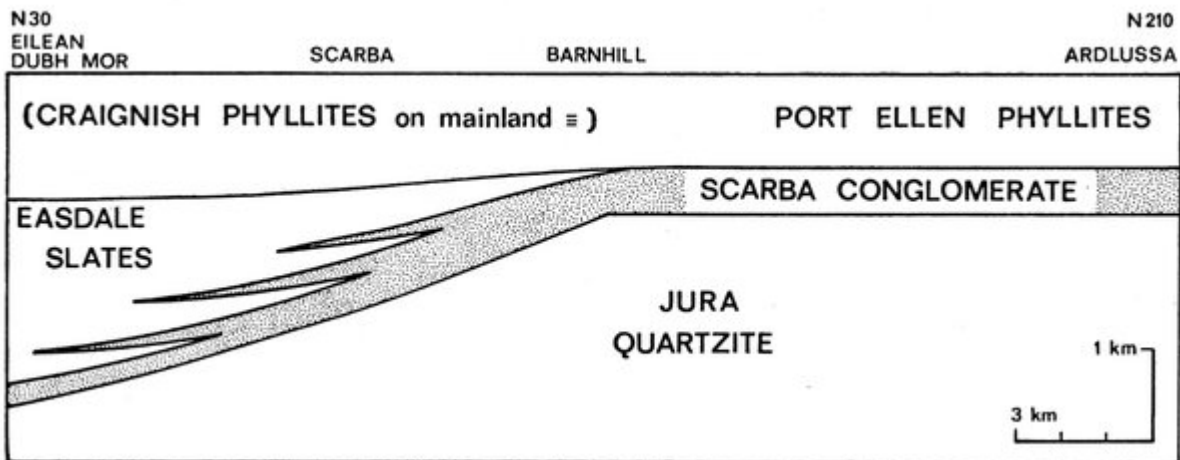 N30
N210
EILEAN
DUBH MOR
SCARBA
BARNHILL
ARDLUSSA
(CRAIGNISH PHYLLITES on mainland ≡ )
PORT ELLEN PHYLLITES
SCARBA CONGLOMERATE
EASDALE
SLATES
JURA
QUARTZITE
1 km
3 km